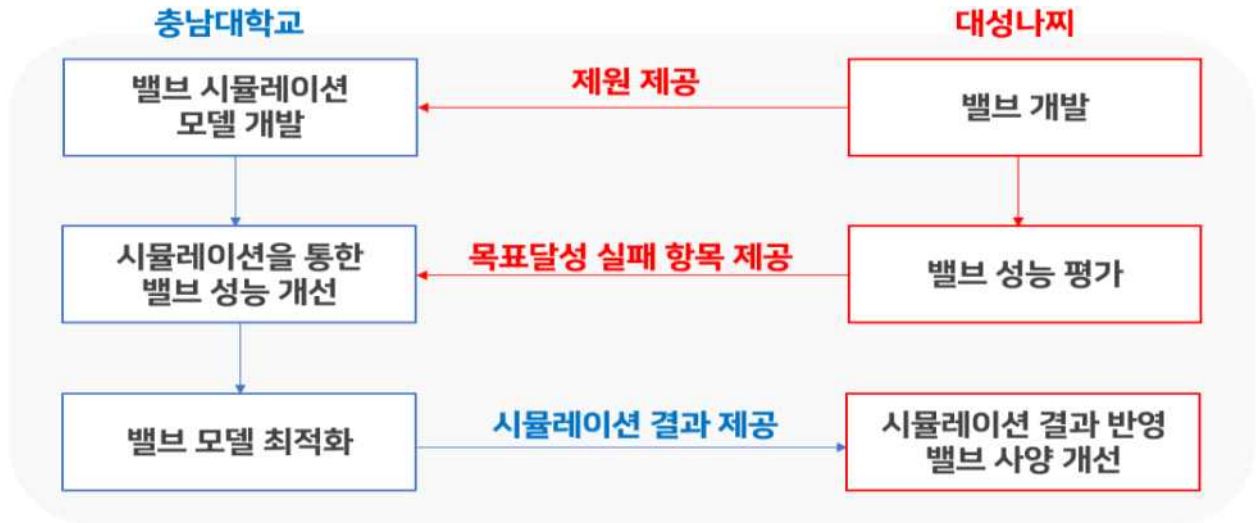 충남대학교
대성나찌
밸브 시뮬레이션
모델 개발
제원 제공
밸브 개발
시뮬레이션을 통한
밸브 성능 개선
목표달성 실패 항목 제공
밸브 성능 평가
밸브 모델 최적화
시뮬레이션 결과 제공
시뮬레이션 결과 반영
밸브 사양 개선